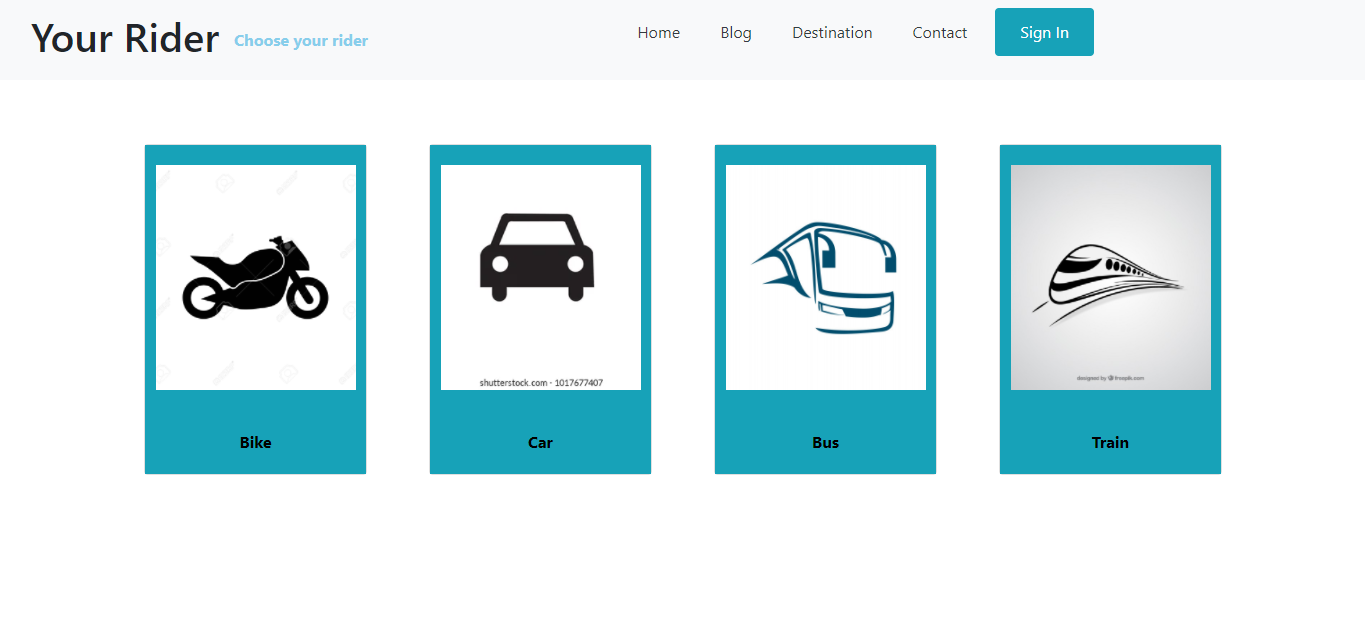 Your Rider Choose your rider Home Blog Destination Contact Sign In
shutterstock.com · 1017677407
designed by freepik.com
Bike Car Bus Train